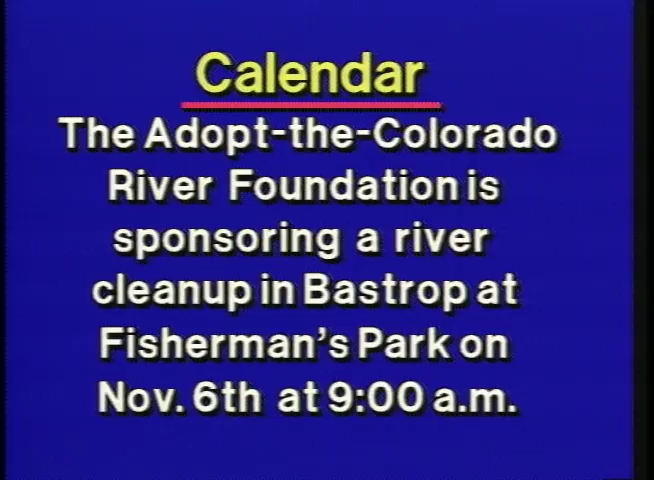 Calendar
The Adopt-the-Colorado
River Foundation is
sponsoring a river
cleanup in Bastrop at
Fisherman's Park on
Nov. 6th at 9:00 a.m.